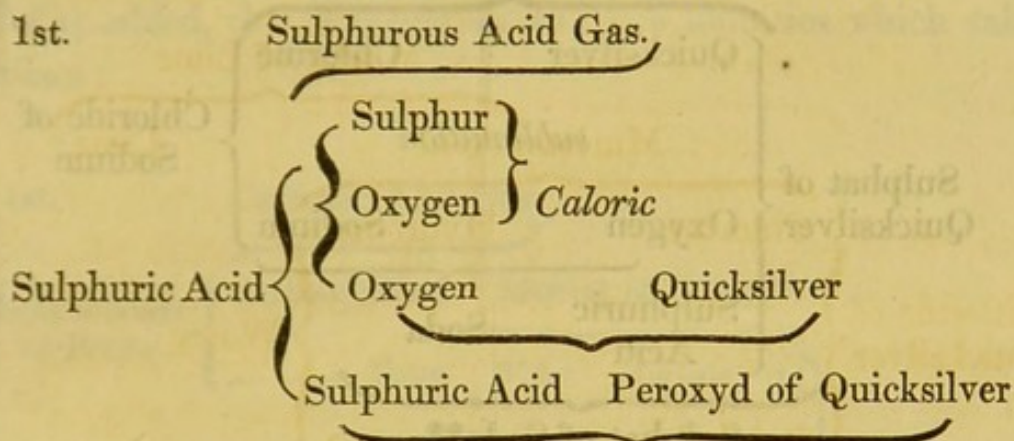 1st. Sulphurous Acid Gas.
Sulphur
Oxygen Caloric
Sulphuric Acid Oxygen Quicksilver
Sulphuric Acid Peroxyd of Quicksilver